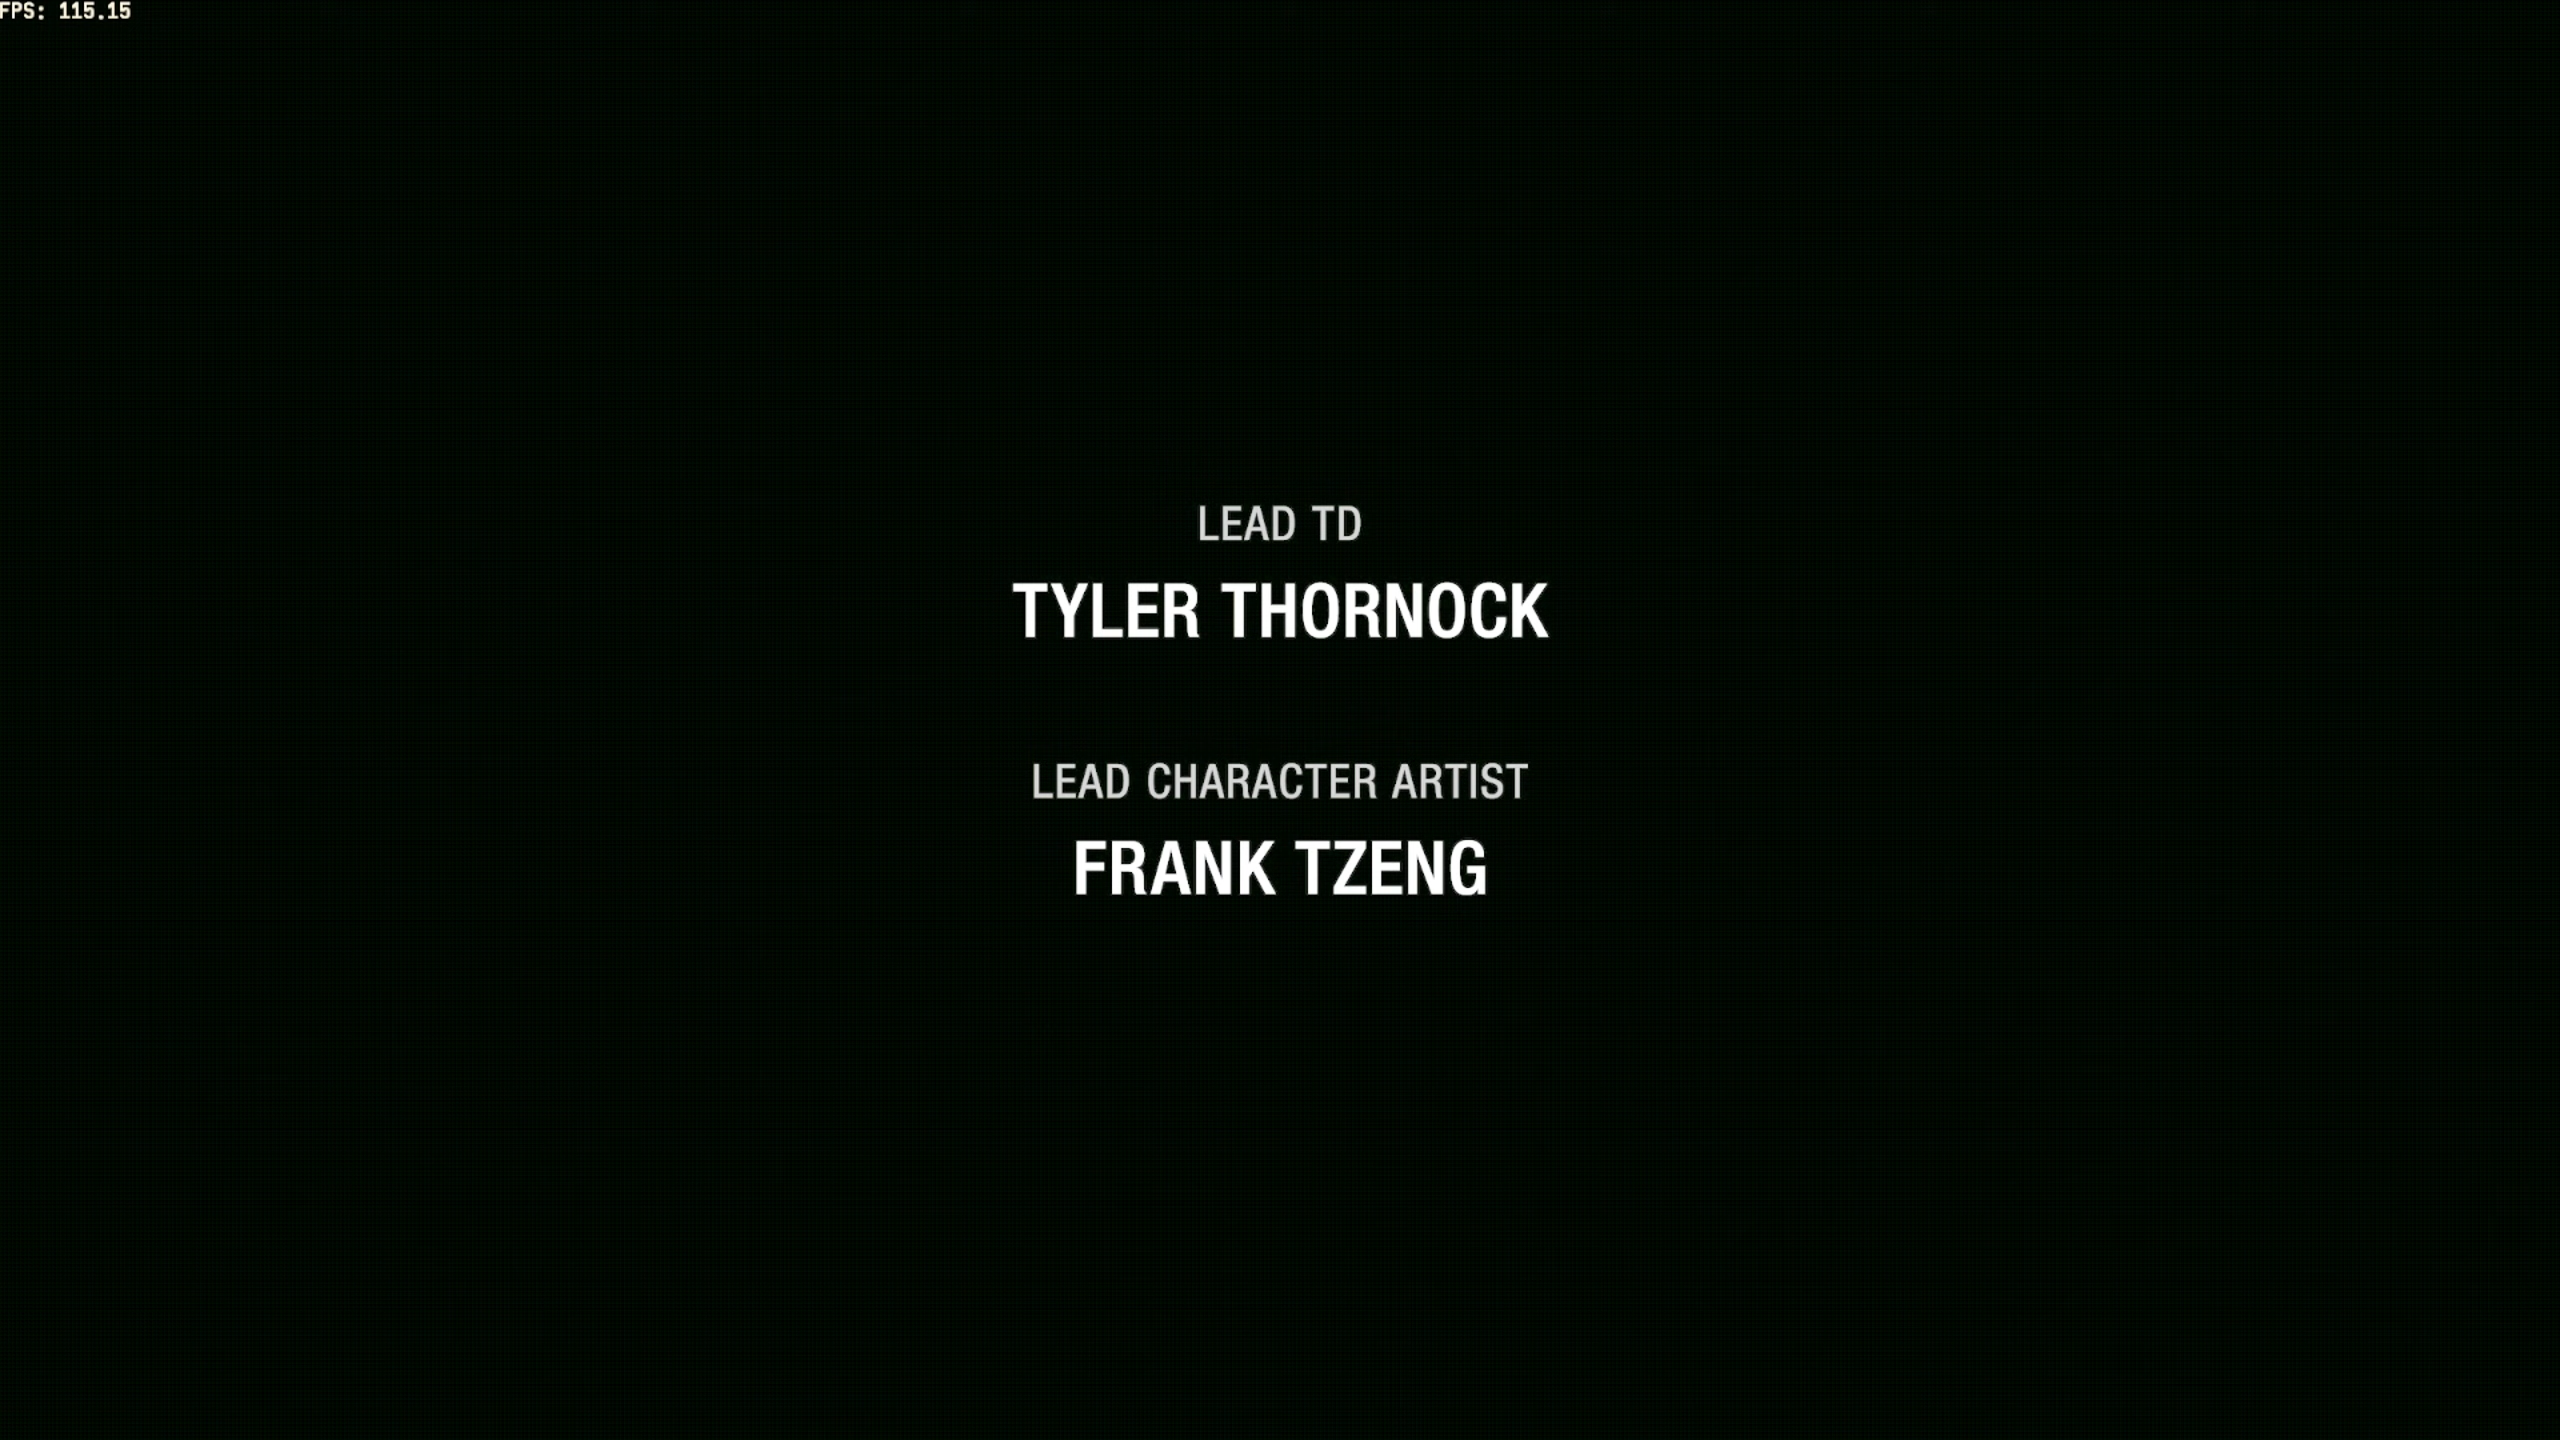 FPS: 115.15
LEAD TD
TYLER THORNOCK
LEAD CHARACTER ARTIST
FRANK TZENG